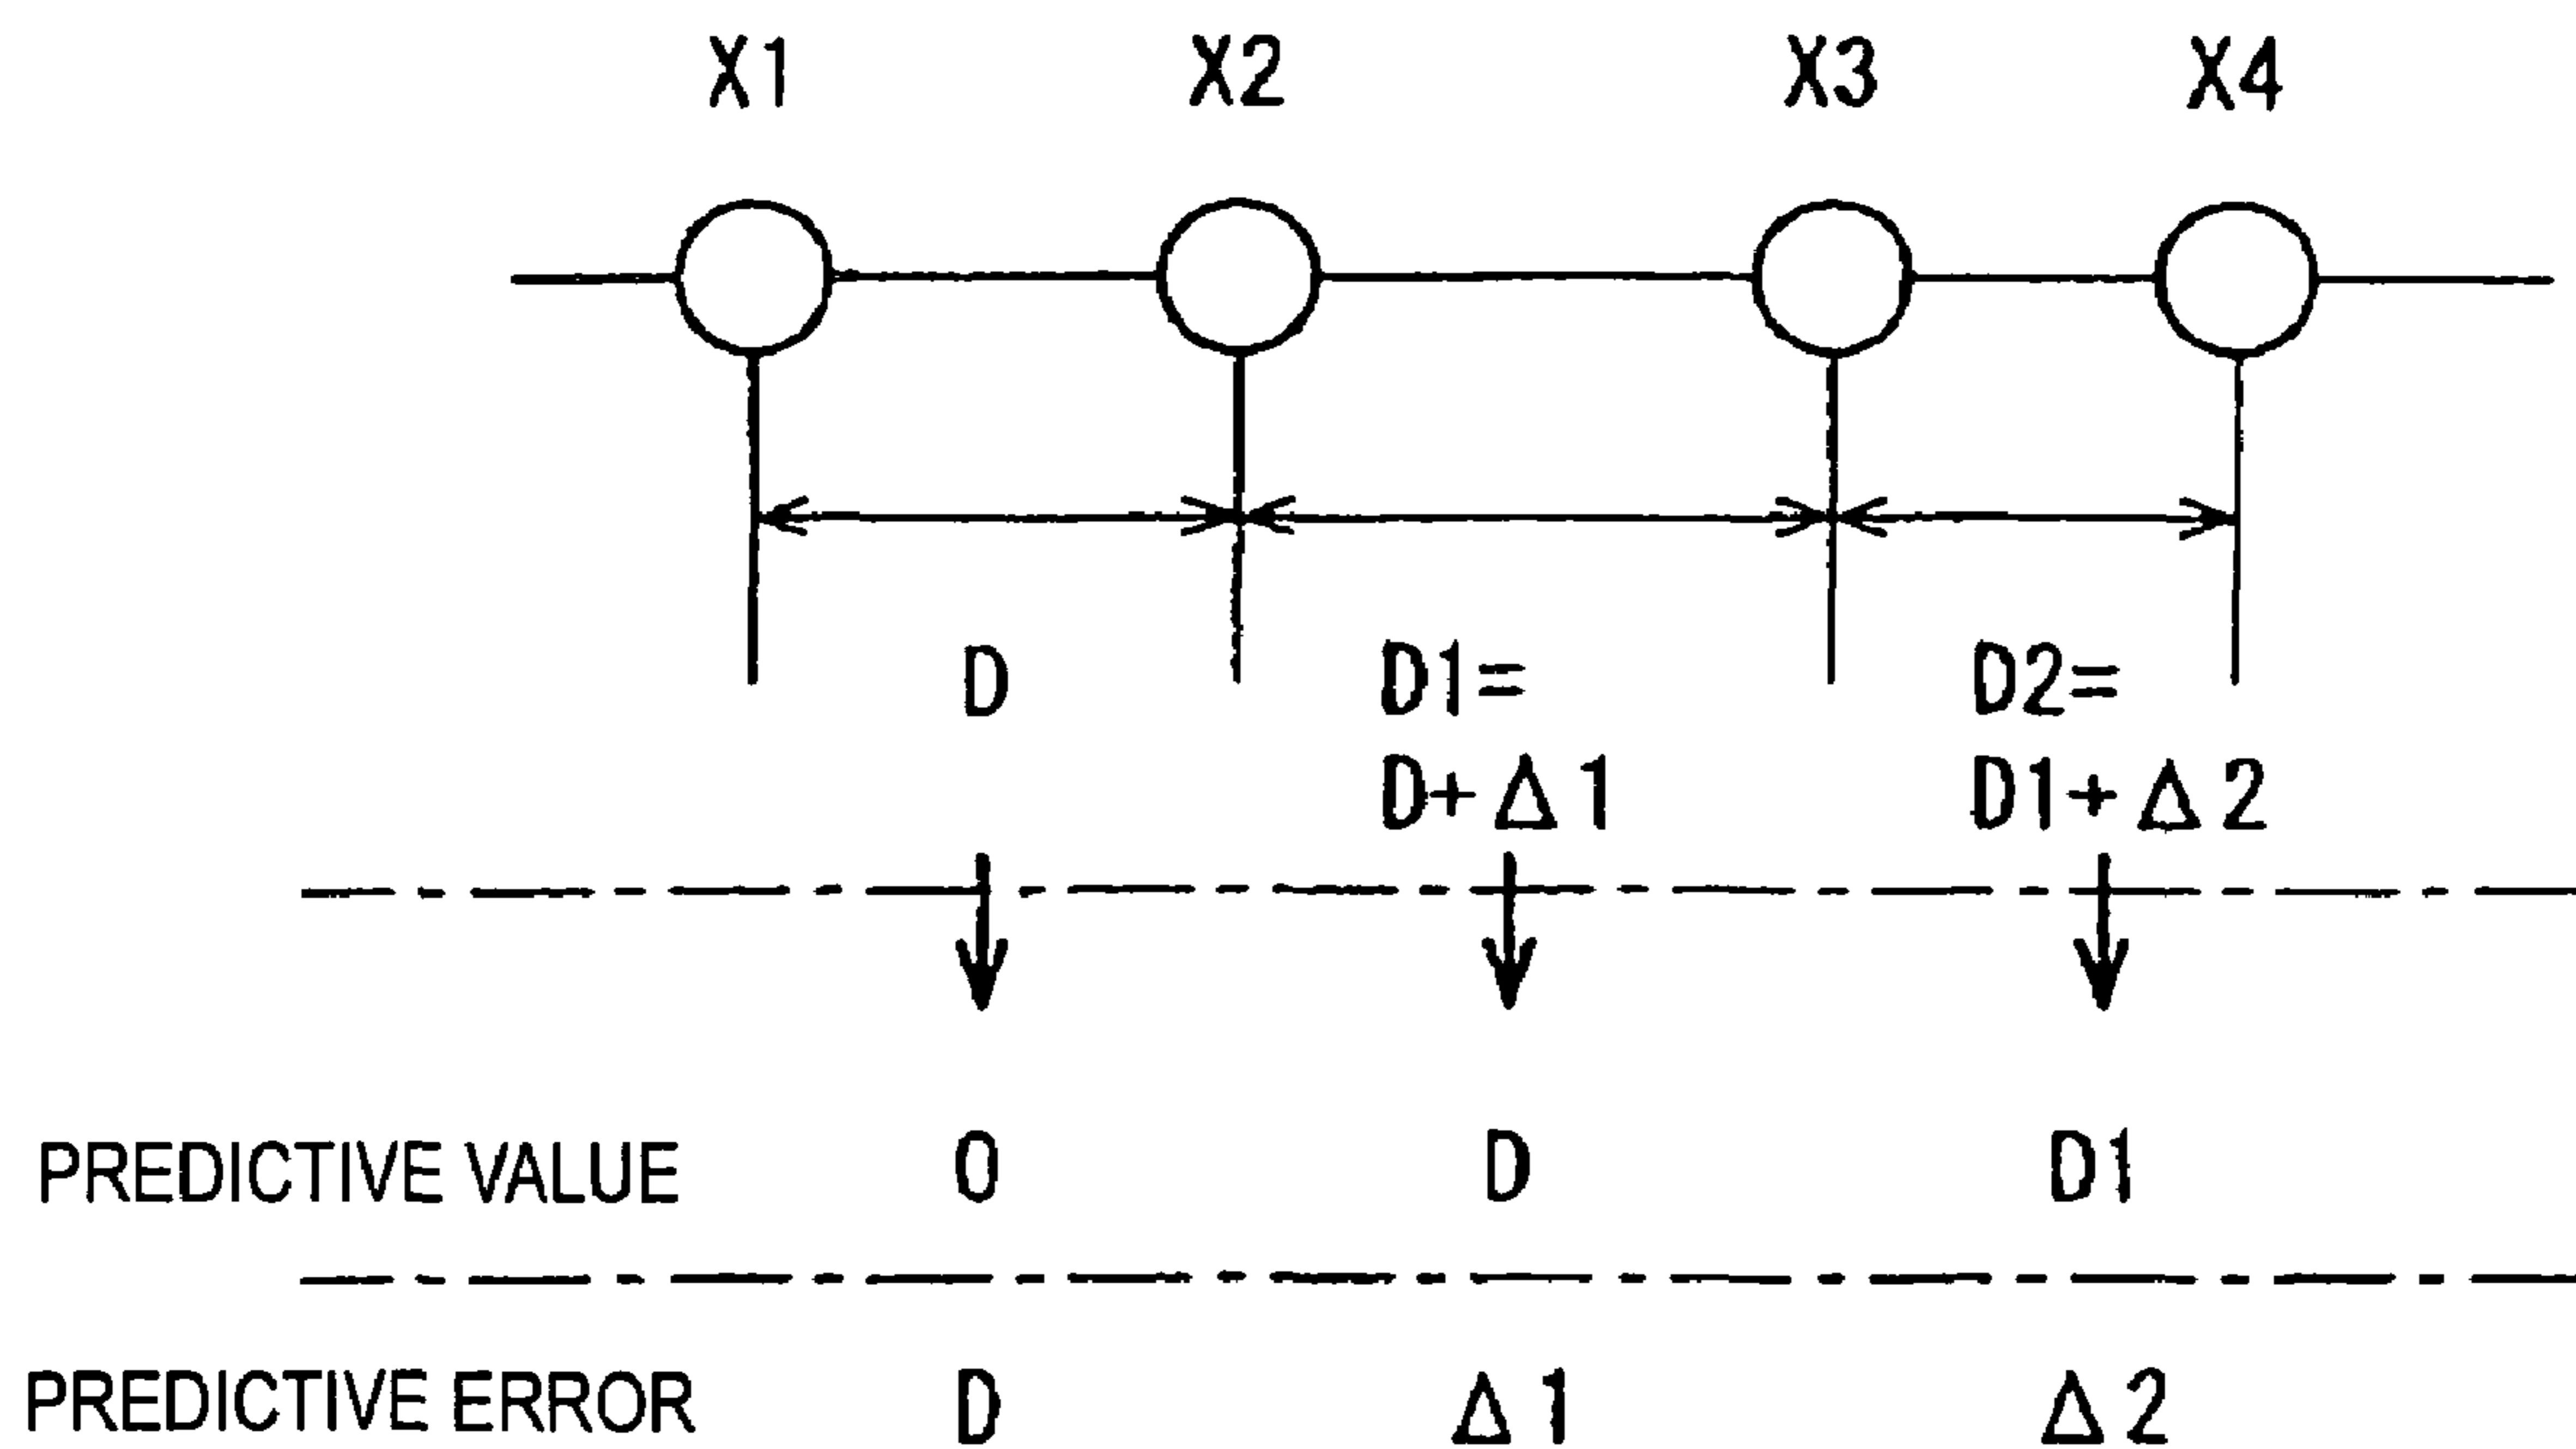 X1 X2 X3 X4
D D1= D2=
D+Δ1 D1+Δ2
PREDICTIVE VALUE 0 D D1
PREDICTIVE ERROR D Δ1 Δ2